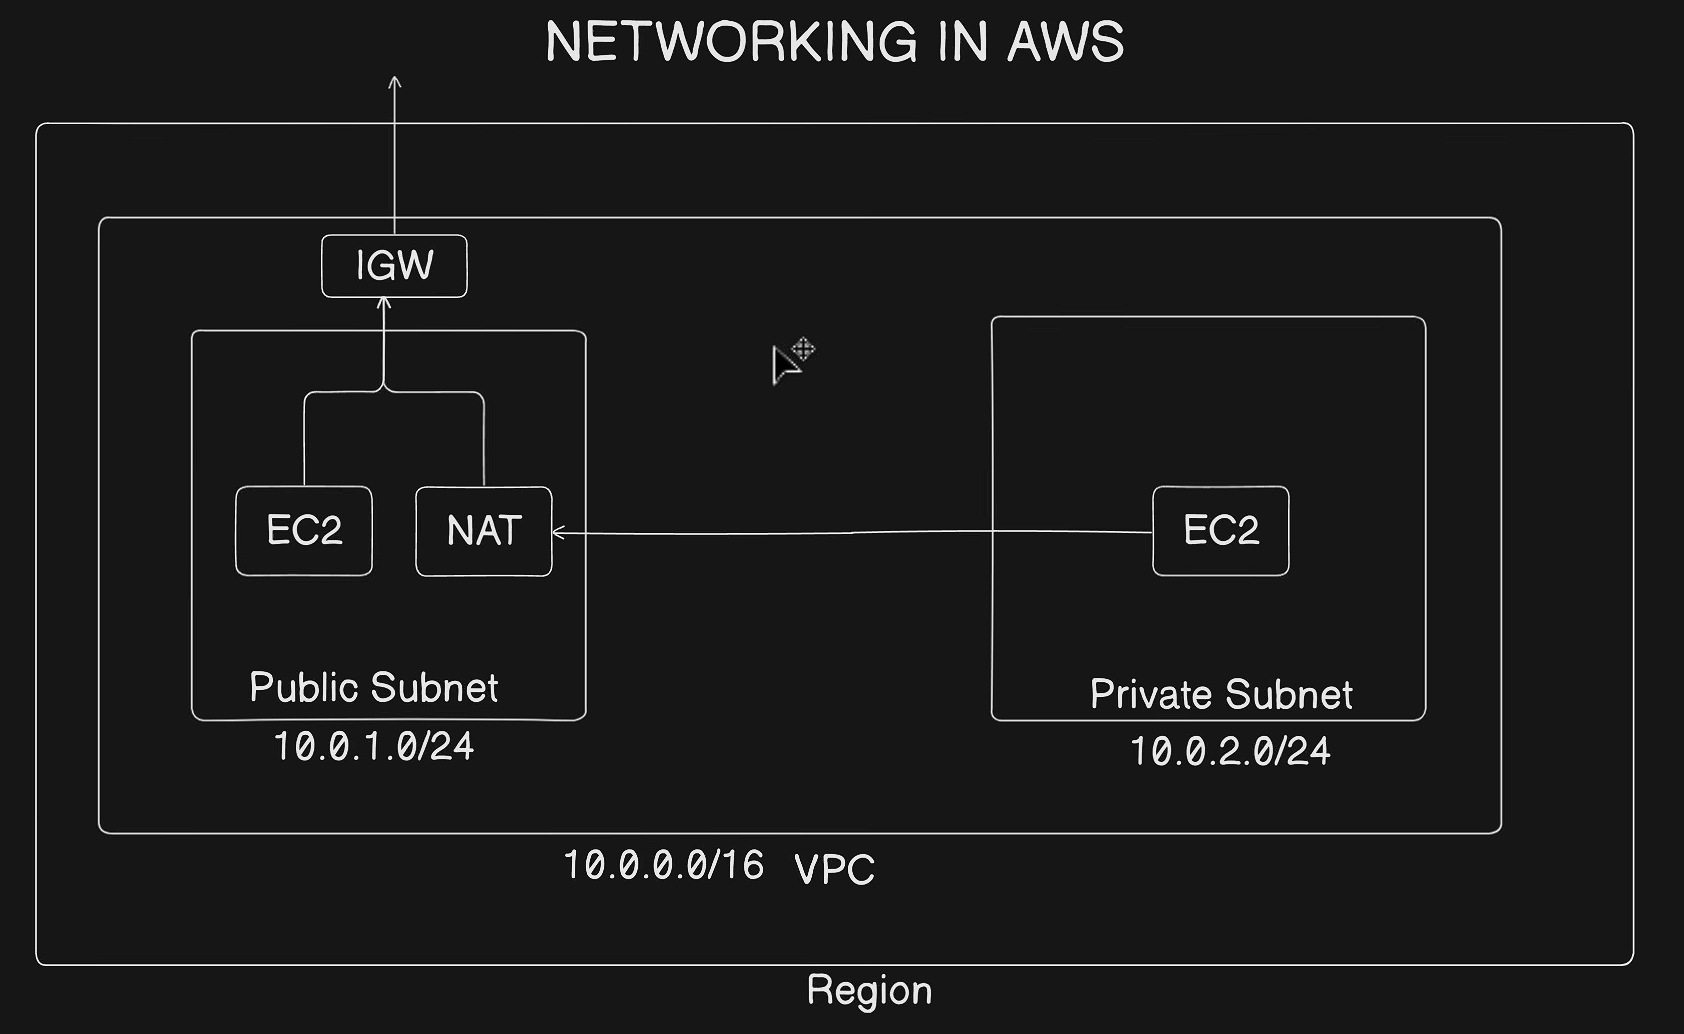 NETWORKING IN AWS
IGW
EC2
NAT
EC2
Public Subnet
Private Subnet
10.0.1.0/24
10.0.2.0/24
10.0.0.0/16 VPC
Region